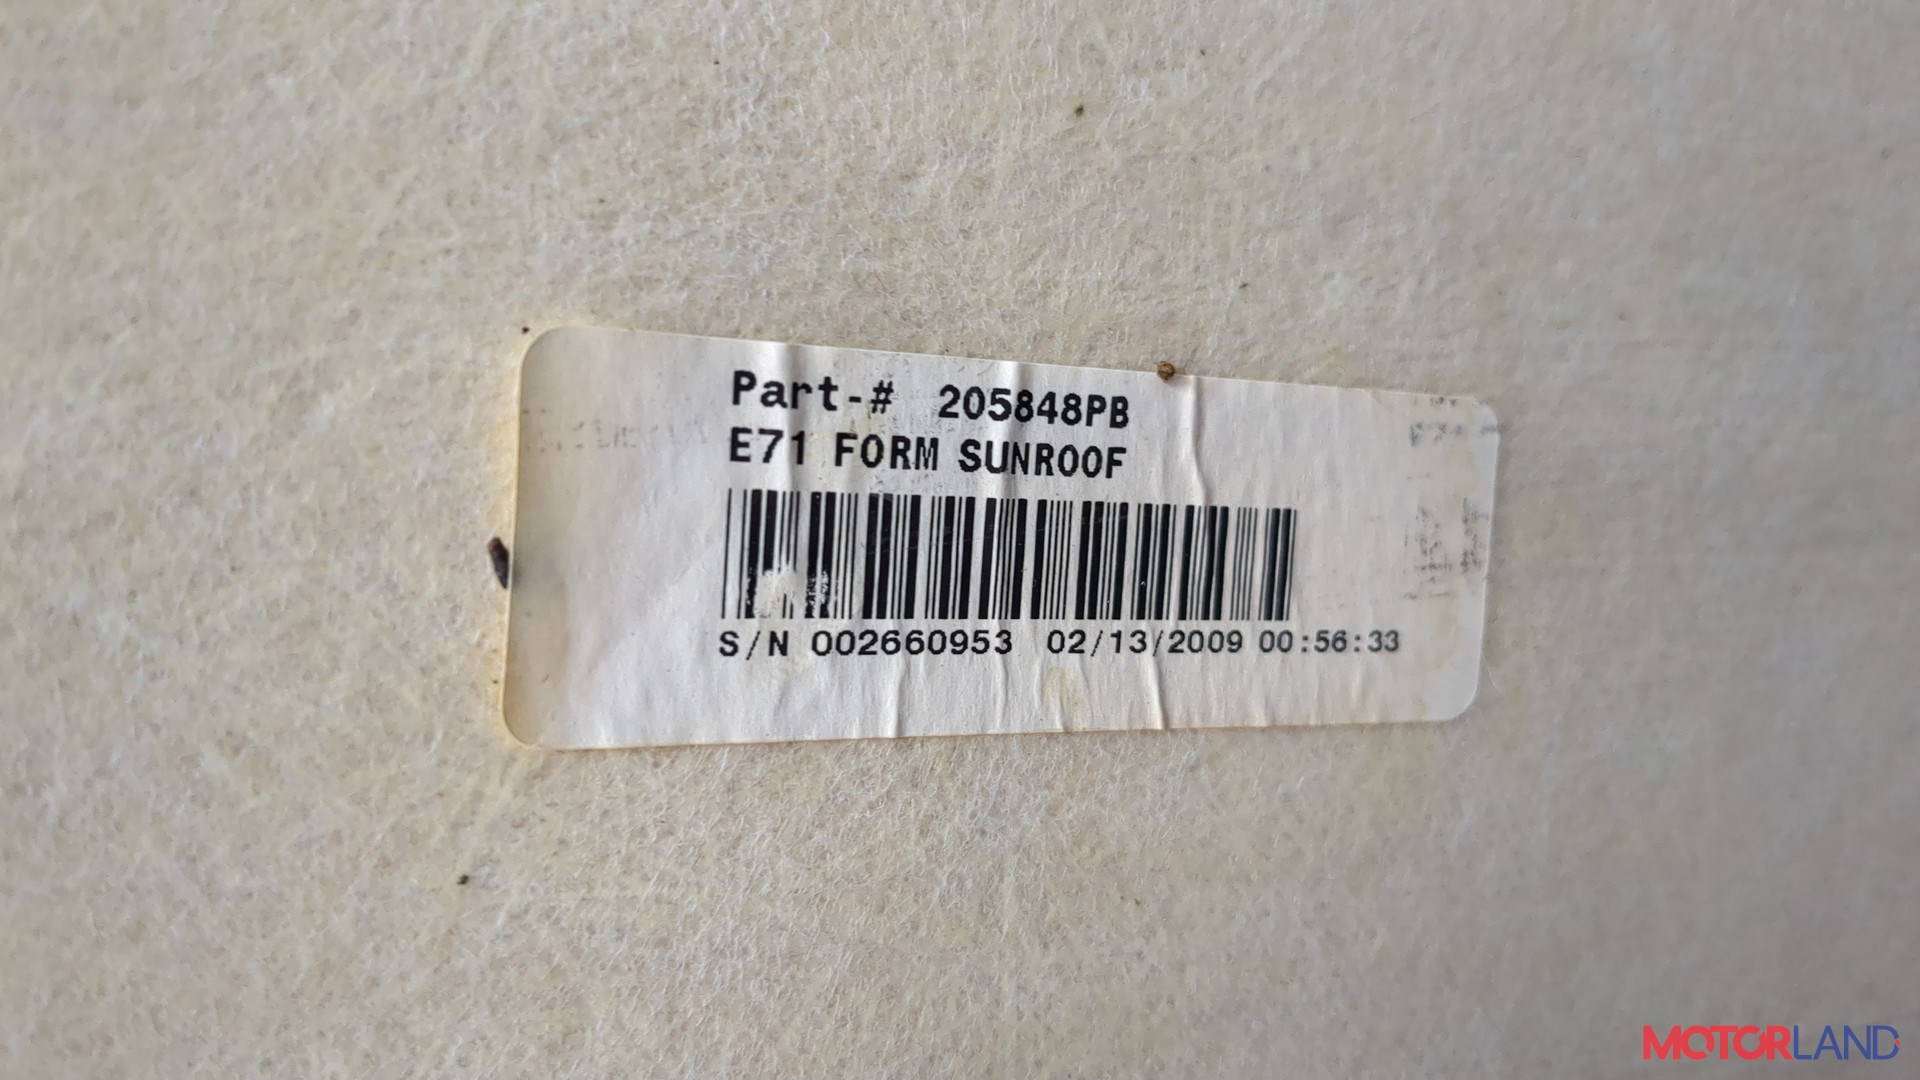 Part-# 205848PB
E71 FORM SUNROOF
S/N 002660953 02/13/2009 00:56:33
MOTORLAND